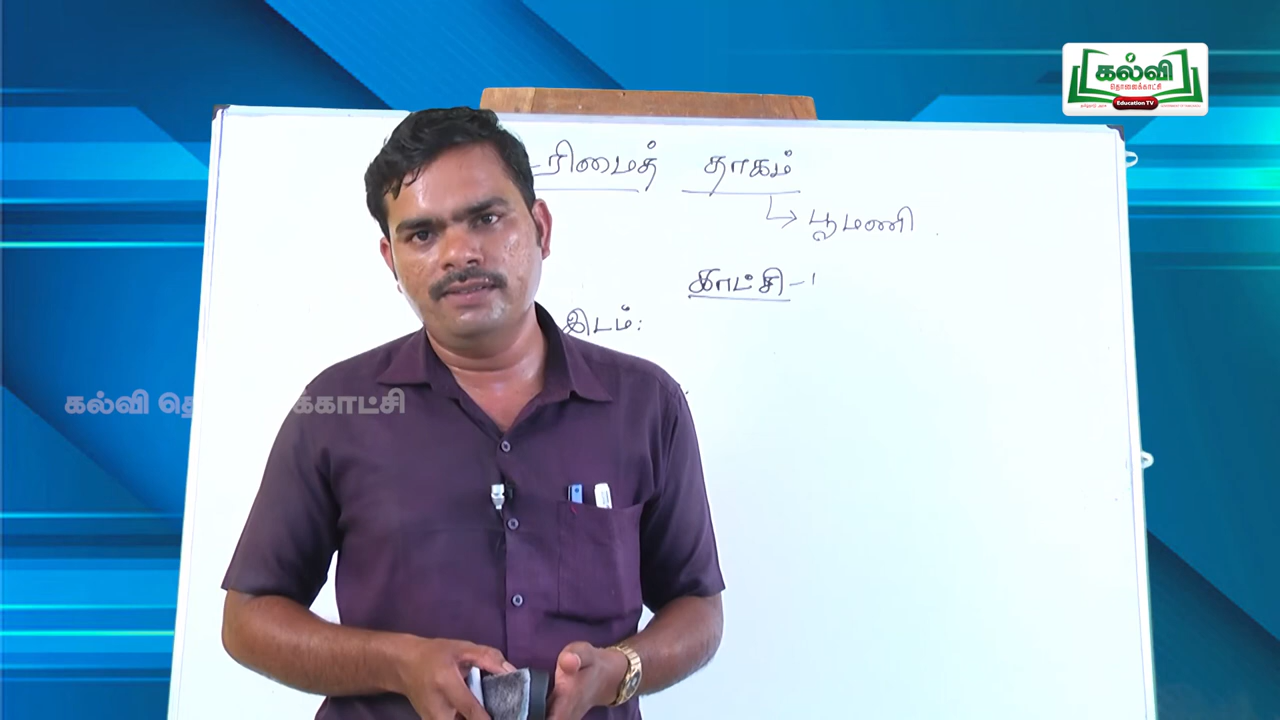 கல்வி
தொலைக்காட்சி
Education TV
-ரிமைத் தாகம்
பூமணி
காட்சி - 1
இடம்:
கல்வி தொ க்காட்சி